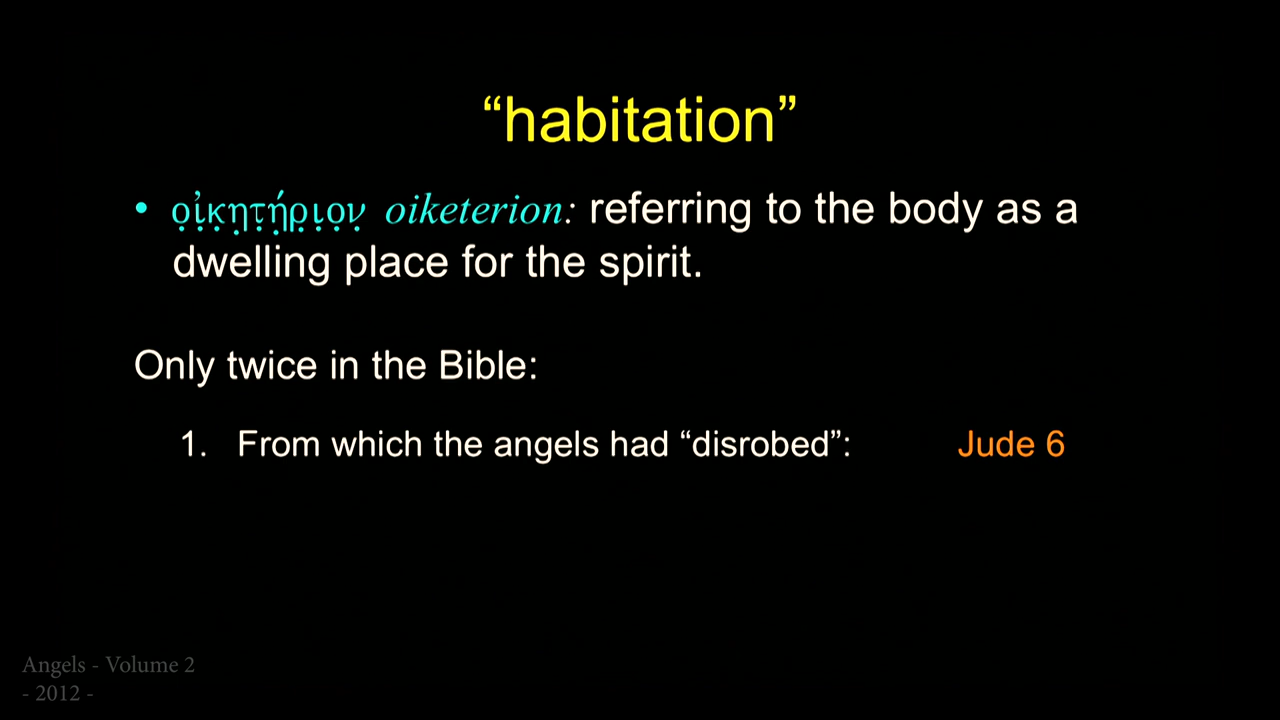 “habitation”
• ο̣ἰ̣κ̣η̣τ̣ή̣ρ̣ι̣ο̣ν̣ oiketerion: referring to the body as a
dwelling place for the spirit.
Only twice in the Bible:
1. From which the angels had “disrobed”: Jude 6
Angels - Volume 2
- 2012 -